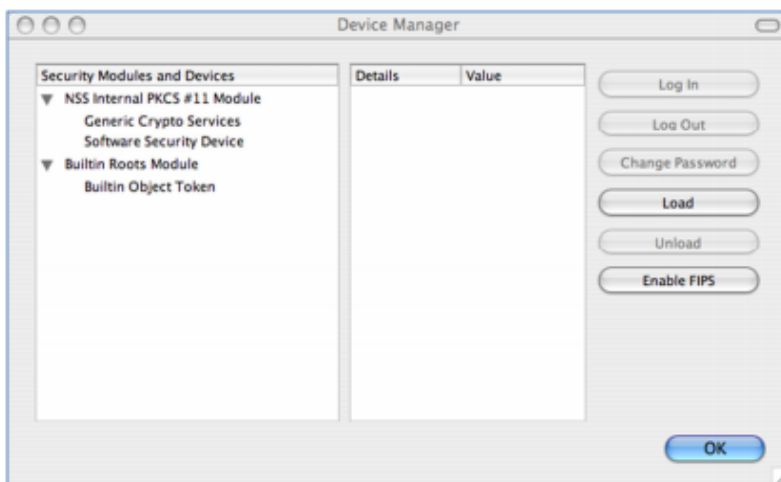 Device Manager
Security Modules and Devices
NSS Internal PKCS #11 Module
Generic Crypto Services
Software Security Device
Builtin Roots Module
Builtin Object Token
Details Value
Log In
Log Out
Change Password
Load
Unload
Enable FIPS
OK